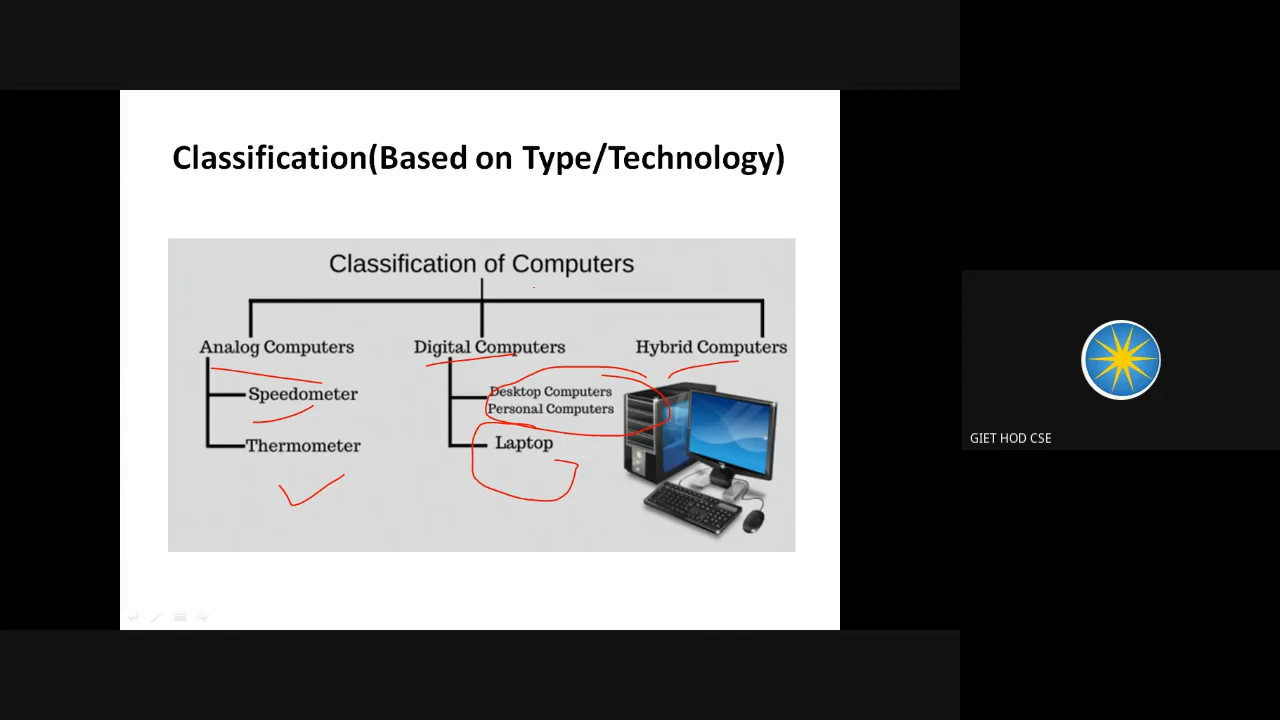 Classification(Based on Type/Technology)
Classification of Computers
Analog Computers
Digital Computers
Hybrid Computers
Speedometer
Desktop Computers
Personal Computers
Thermometer
Laptop
GIET HOD CSE